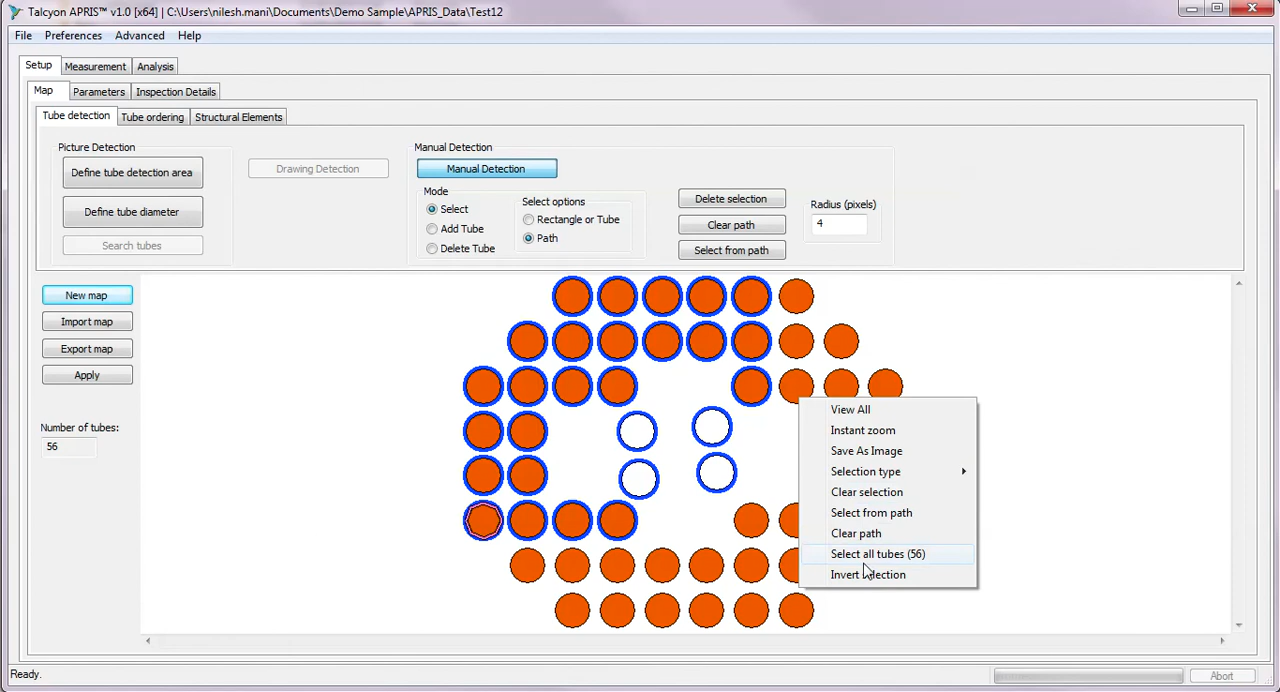 Talcyon APRIS™ v1.0 [x64] | C:\Users\nilesh.mani\Documents\Demo Sample\APRIS_Data\Test12
File Preferences Advanced Help
Setup Measurement Analysis
Map Parameters Inspection Details
Tube detection Tube ordering Structural Elements
Picture Detection
Define tube detection area
Define tube diameter
Search tubes
Drawing Detection
Manual Detection
Manual Detection
Mode
Select
Add Tube
Delete Tube
Select options
Rectangle or Tube
Path
Delete selection
Clear path
Select from path
Radius (pixels)
4
New map
Import map
Export map
Apply
Number of tubes:
56
View All
Instant zoom
Save As Image
Selection type
Clear selection
Select from path
Clear path
Select all tubes (56)
Invert selection
Ready.
Abort